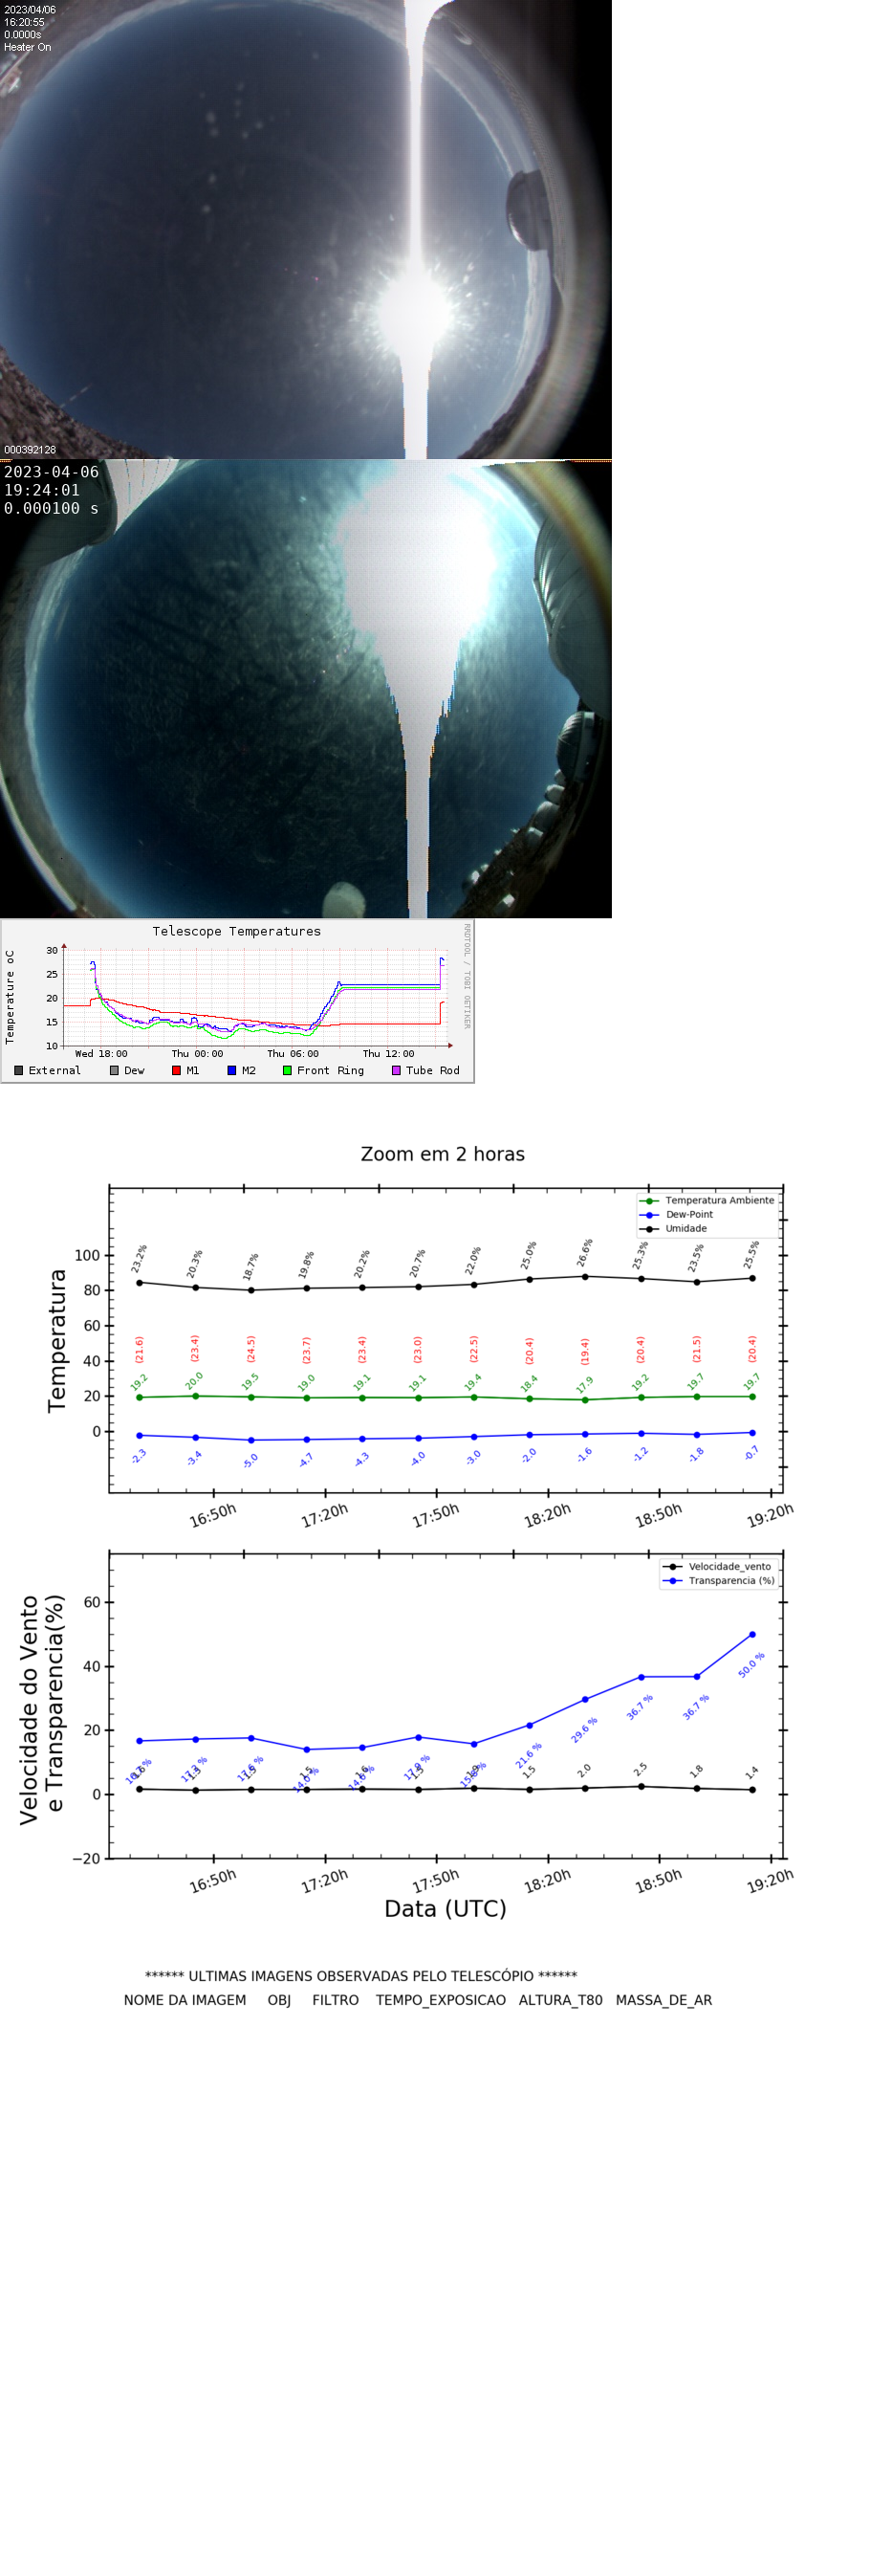 2023/04/06
16:20:55
0.0000s
Heater On
000392128
2023-04-06
19:24:01
0.000100 s
Telescope Temperatures
RRDTOOL / TOBI OETIKER
Temperature oC
30
25
20
15
10
Wed 18:00 Thu 00:00 Thu 06:00 Thu 12:00
External Dew M1 M2 Front Ring Tube Rod
Zoom em 2 horas
Temperatura Ambiente
Dew-Point
Umidade
Temperatura
100
80
60
40
20
0
23.2% 20.3% 18.7% 19.8% 20.2% 20.7% 22.0% 25.0% 26.6% 25.3% 23.5% 25.5%
(21.6) (23.4) (24.5) (23.7) (23.4) (23.0) (22.5) (20.4) (19.4) (20.4) (21.5) (20.4)
19.2 20.0 19.5 19.0 19.1 19.1 19.4 18.4 17.9 19.2 19.7 19.7
-2.3 -3.4 -5.0 -4.7 -4.3 -4.0 -3.0 -2.0 -1.6 -1.2 -1.8 -0.7
16:50h 17:20h 17:50h 18:20h 18:50h 19:20h
Velocidade_vento
Transparencia (%)
Velocidade do Vento
e Transparencia(%)
60
40
20
0
−20
21.6 % 29.6 % 36.7 % 36.7 % 50.0 %
1.5 2.0 2.5 1.8 1.4
16:50h 17:20h 17:50h 18:20h 18:50h 19:20h
Data (UTC)
****** ULTIMAS IMAGENS OBSERVADAS PELO TELESCÓPIO ******
NOME DA IMAGEM OBJ FILTRO TEMPO_EXPOSICAO ALTURA_T80 MASSA_DE_AR